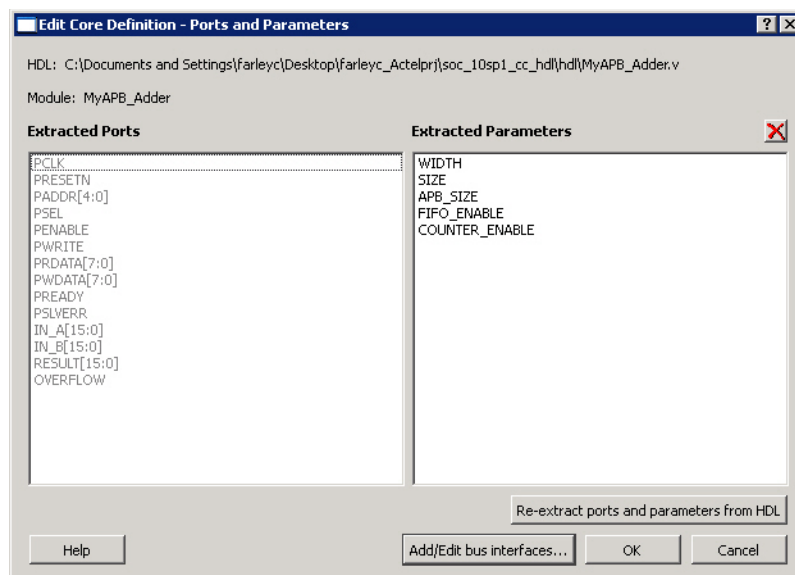 Edit Core Definition - Ports and Parameters
HDL: C:\Documents and Settings\farleyc\Desktop\farleyc_Actelprj\soc_10sp1_cc_hdl\hdl\MyAPB_Adder.v
Module: MyAPB_Adder
Extracted Ports
PCLK
PRESETN
PADDR[4:0]
PSEL
PENABLE
PWRITE
PRDATA[7:0]
PWDATA[7:0]
PREADY
PSLVERR
IN_A[15:0]
IN_B[15:0]
RESULT[15:0]
OVERFLOW
Extracted Parameters
WIDTH
SIZE
APB_SIZE
FIFO_ENABLE
COUNTER_ENABLE
Re-extract ports and parameters from HDL
Help
Add/Edit bus interfaces...
OK
Cancel